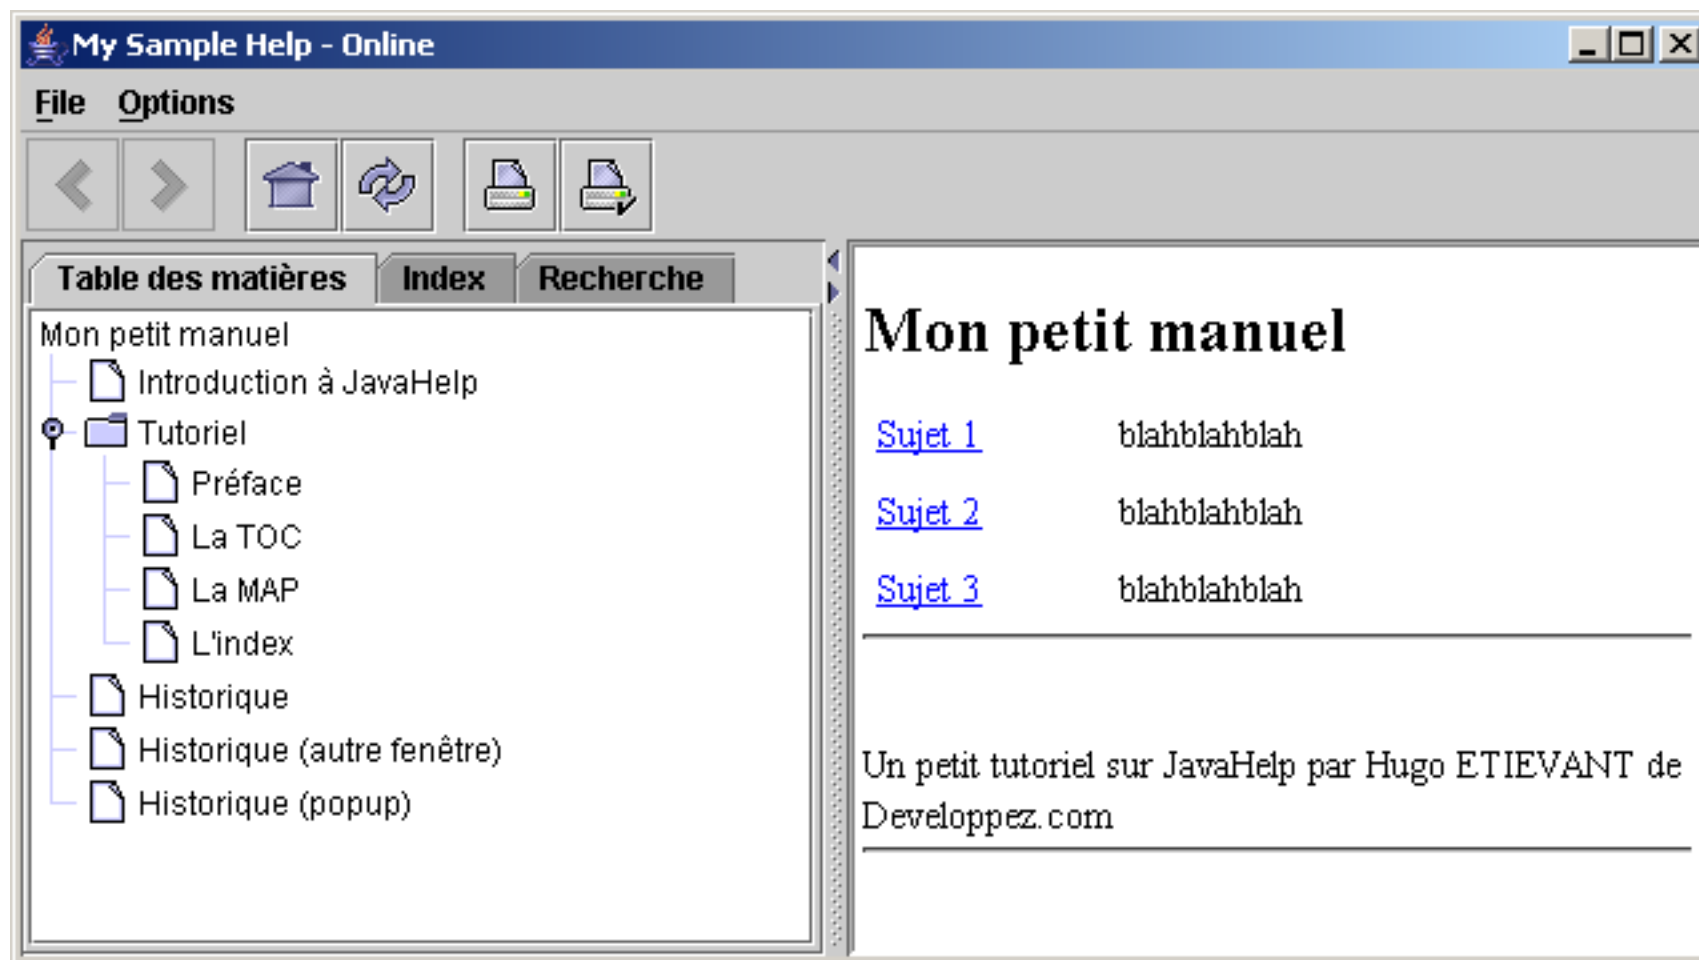 My Sample Help - Online
File Options
Table des matières Index Recherche
Mon petit manuel
Introduction à JavaHelp
Tutoriel
Préface
La TOC
La MAP
L'index
Historique
Historique (autre fenêtre)
Historique (popup)
Mon petit manuel
Sujet 1 blahblahblah
Sujet 2 blahblahblah
Sujet 3 blahblahblah
Un petit tutoriel sur JavaHelp par Hugo ETIEVANT de
Developpez.com